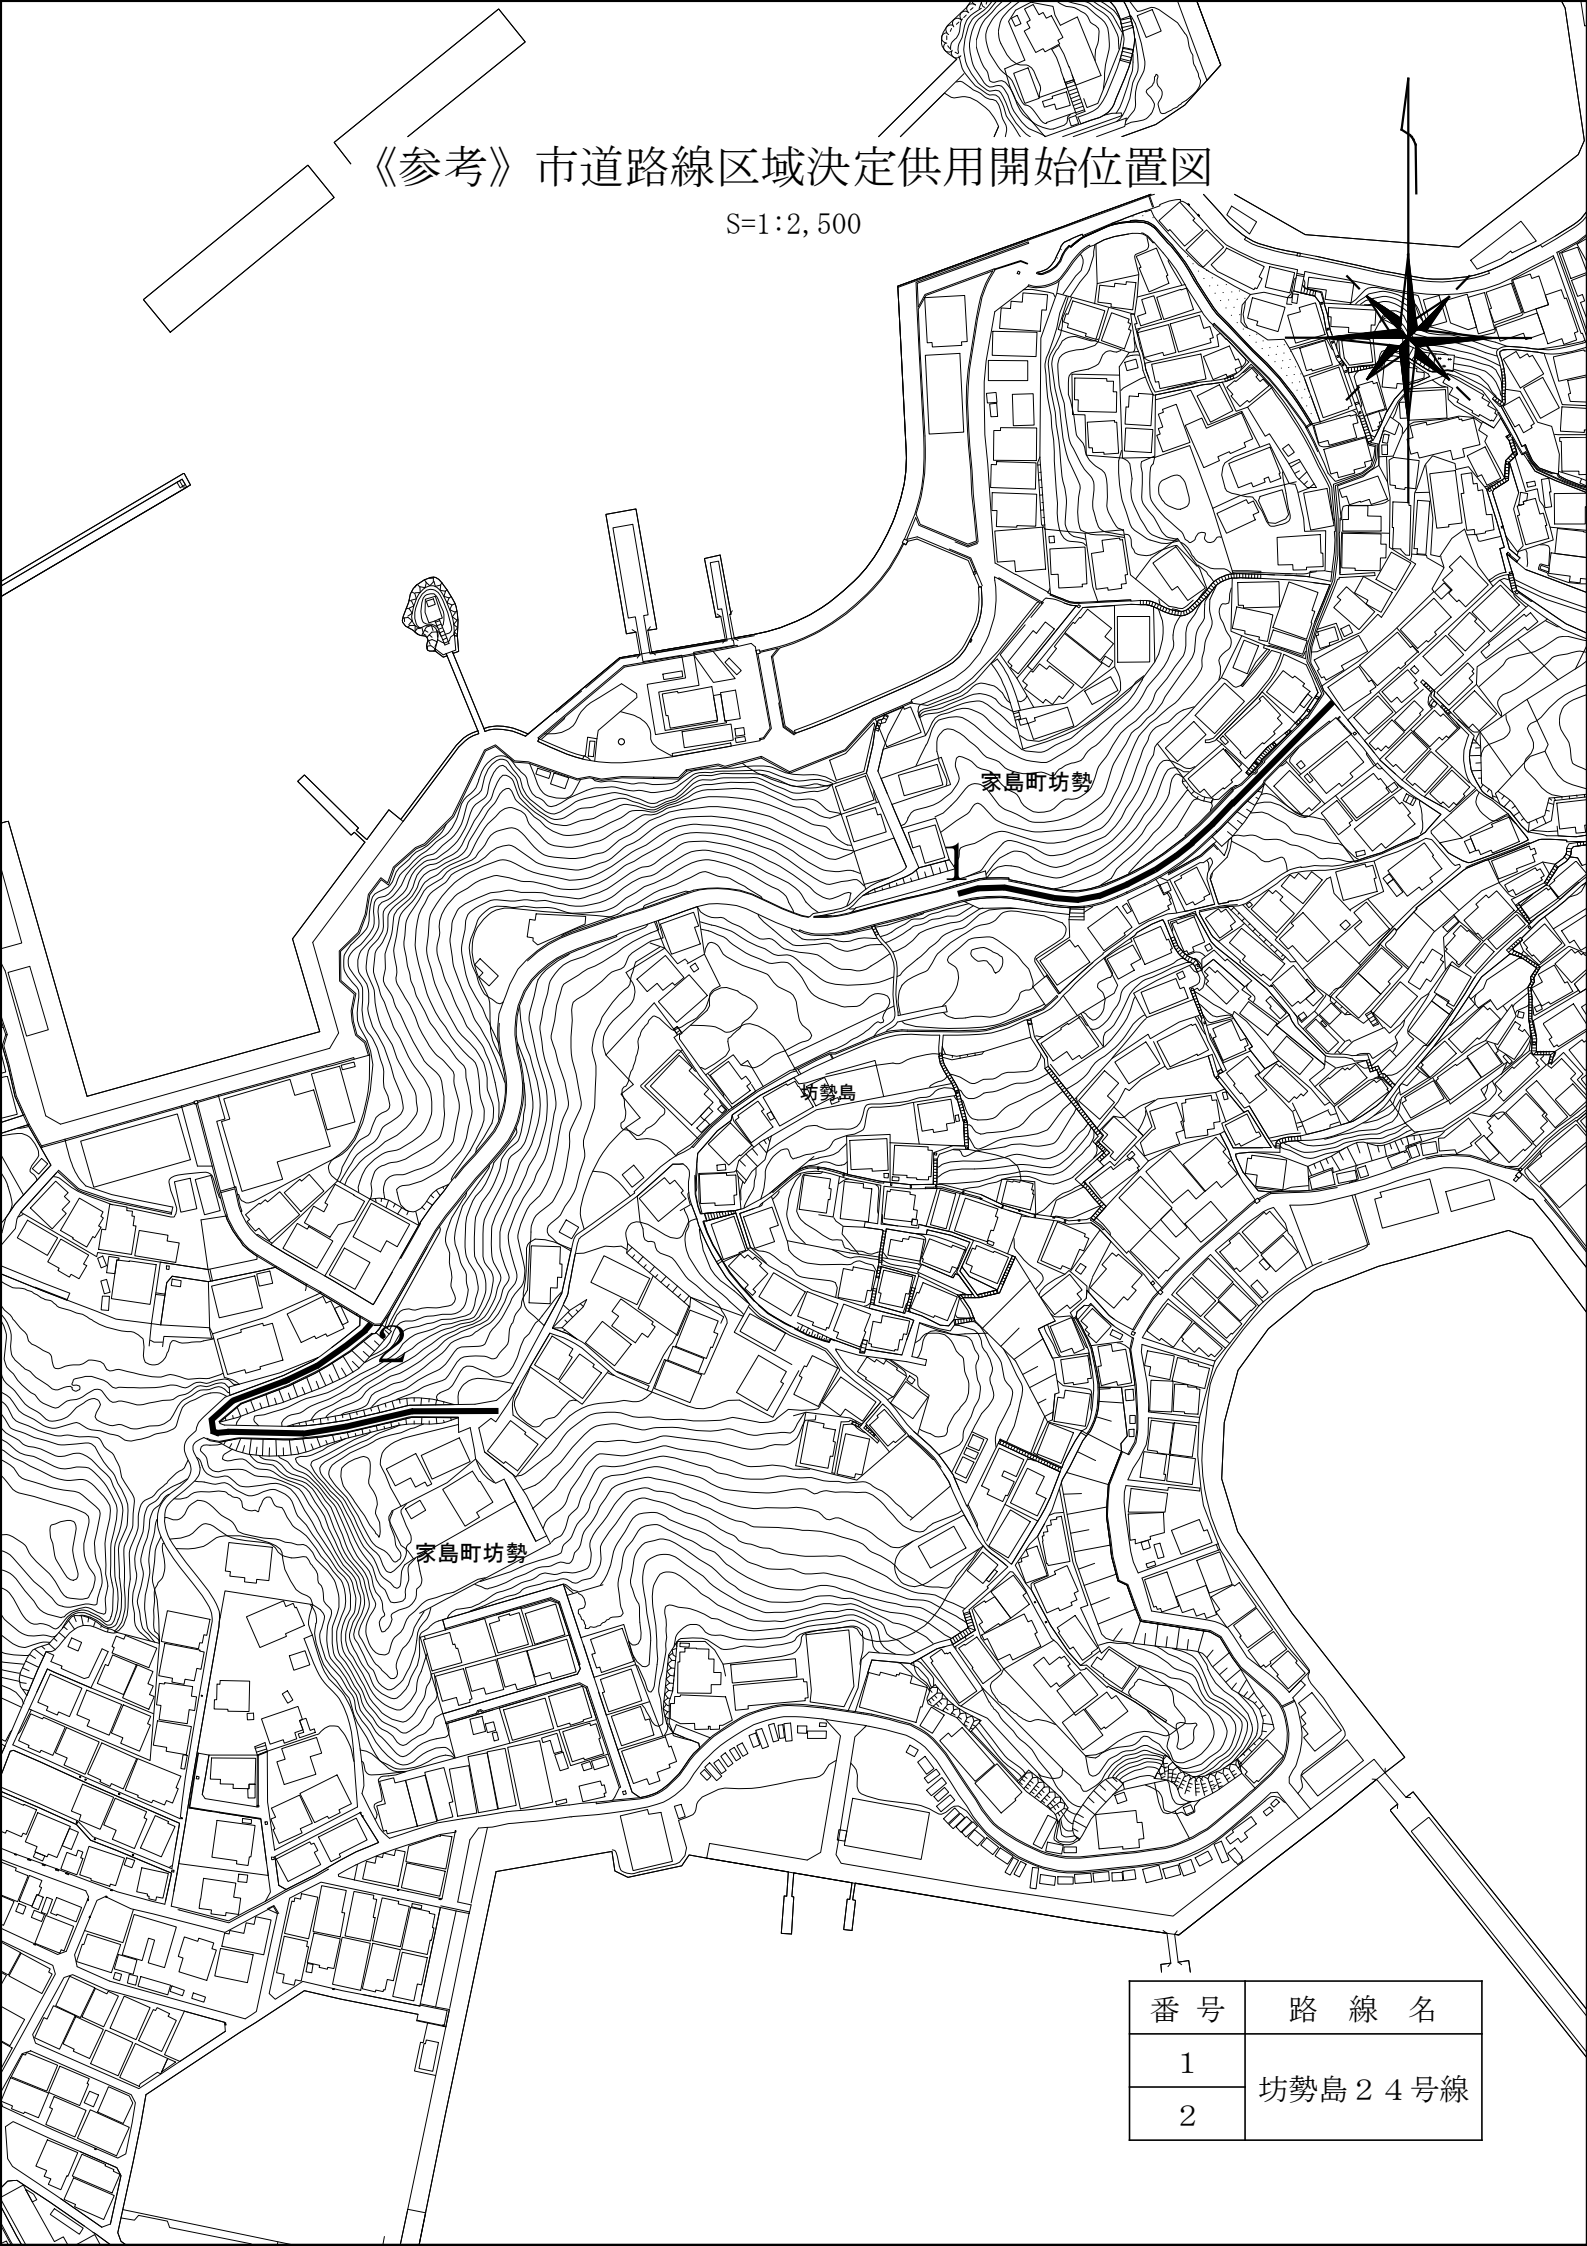 《参考》市道路線区域決定供用開始位置図
S=1:2,500
家島町坊勢
1
坊勢島
2
家島町坊勢
番号 路線名
1 坊勢島２４号線
2